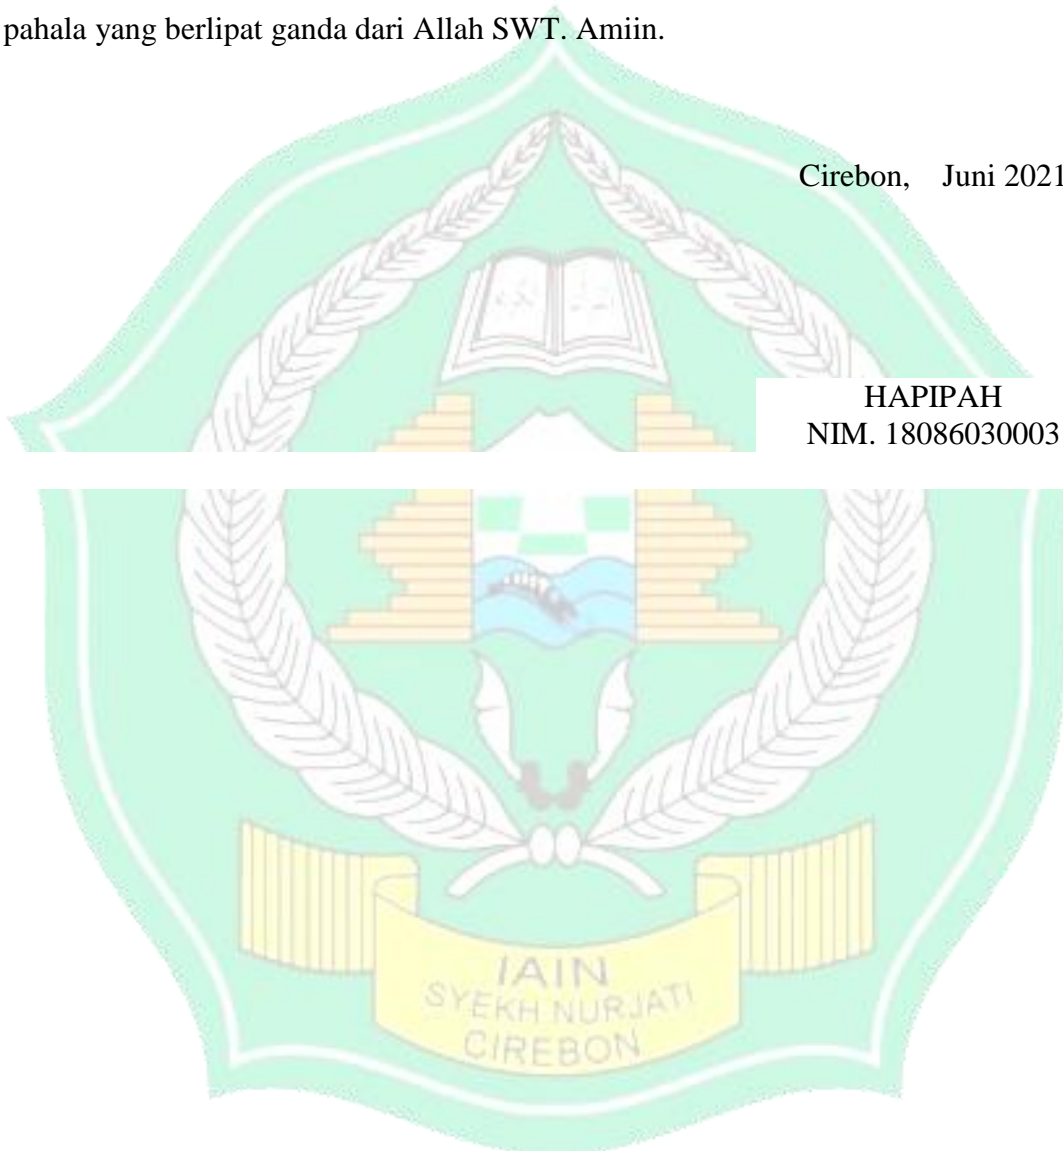 pahala yang berlipat ganda dari Allah SWT. Amiin.
Cirebon, Juni 2021
HAPIPAH
NIM. 18086030003
IAIN
SYEKH NURJATI
CIREBON